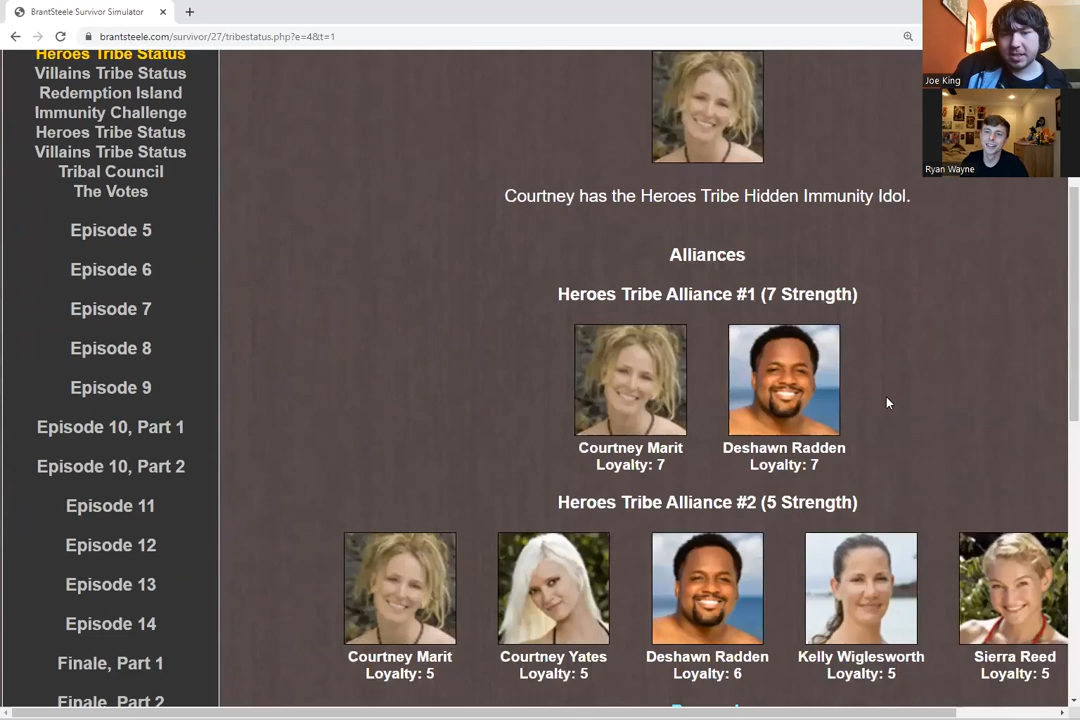 BrantSteele Survivor Simulator
brantsteele.com/survivor/27/tribestatus.php?e=4&t=1
Joe King
Ryan Wayne
Heroes Tribe Status
Villains Tribe Status
Redemption Island
Immunity Challenge
Heroes Tribe Status
Villains Tribe Status
Tribal Council
The Votes
Episode 5
Episode 6
Episode 7
Episode 8
Episode 9
Episode 10, Part 1
Episode 10, Part 2
Episode 11
Episode 12
Episode 13
Episode 14
Finale, Part 1
Finale, Part 2
Courtney has the Heroes Tribe Hidden Immunity Idol.
Alliances
Heroes Tribe Alliance #1 (7 Strength)
Courtney Marit
Loyalty: 7
Deshawn Radden
Loyalty: 7
Heroes Tribe Alliance #2 (5 Strength)
Courtney Marit
Loyalty: 5
Courtney Yates
Loyalty: 5
Deshawn Radden
Loyalty: 6
Kelly Wiglesworth
Loyalty: 5
Sierra Reed
Loyalty: 5